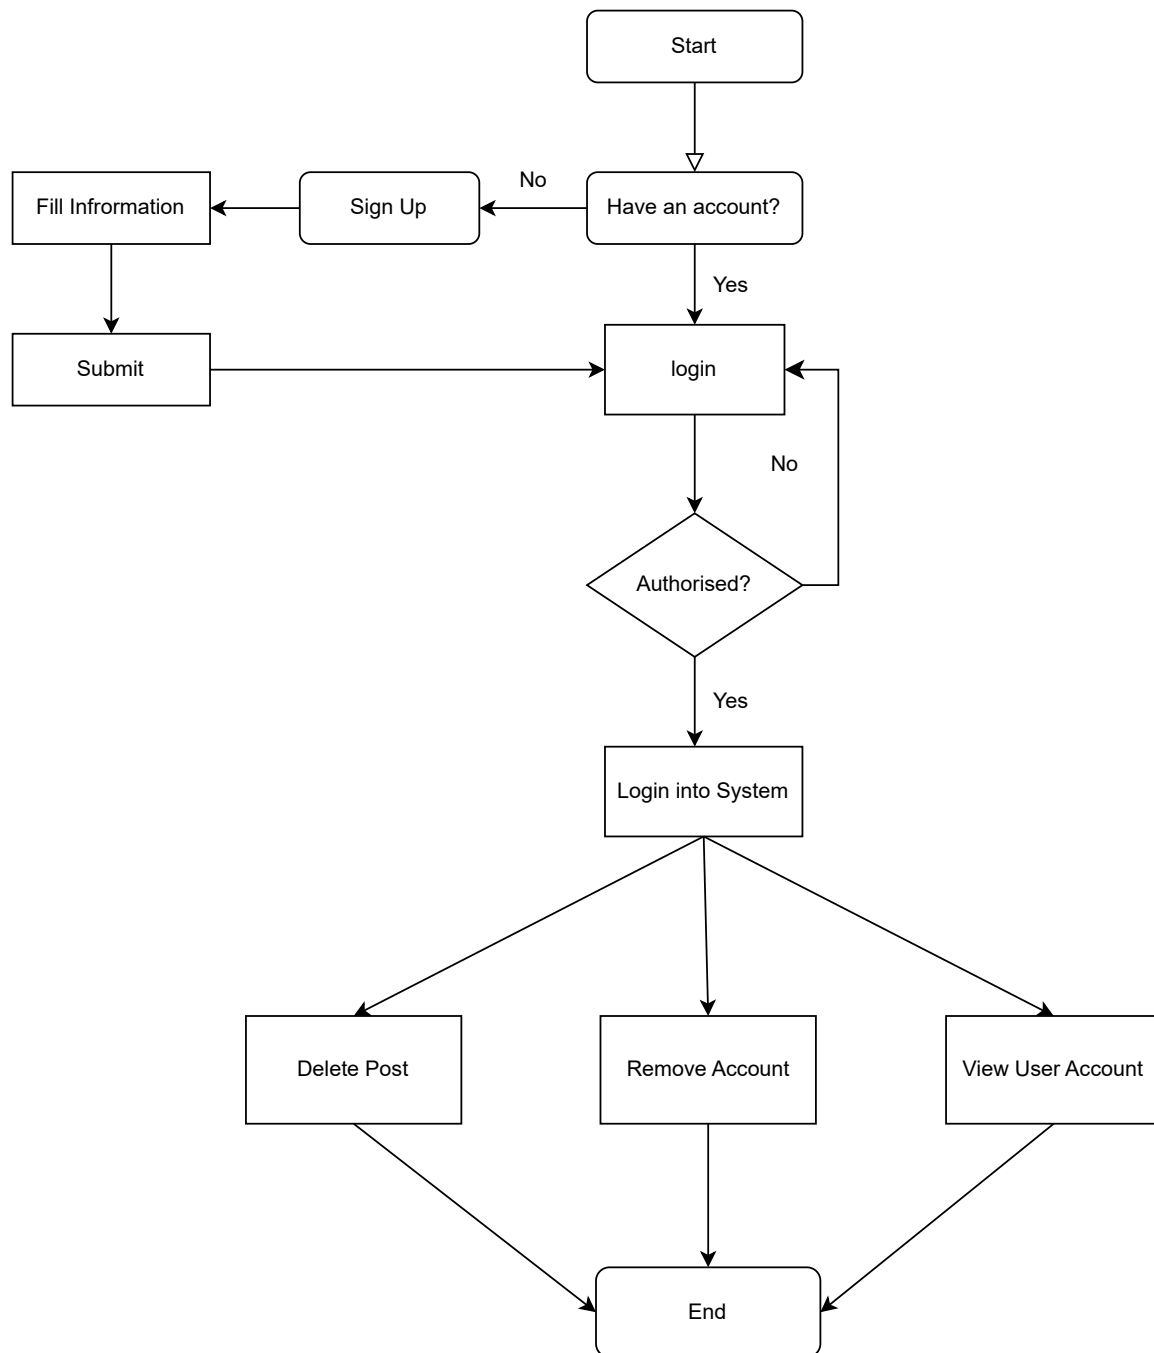 Start
No
Fill Infrormation
Sign Up
Have an account?
Yes
Submit
login
No
Authorised?
Yes
Login into System
Delete Post
Remove Account
View User Account
End